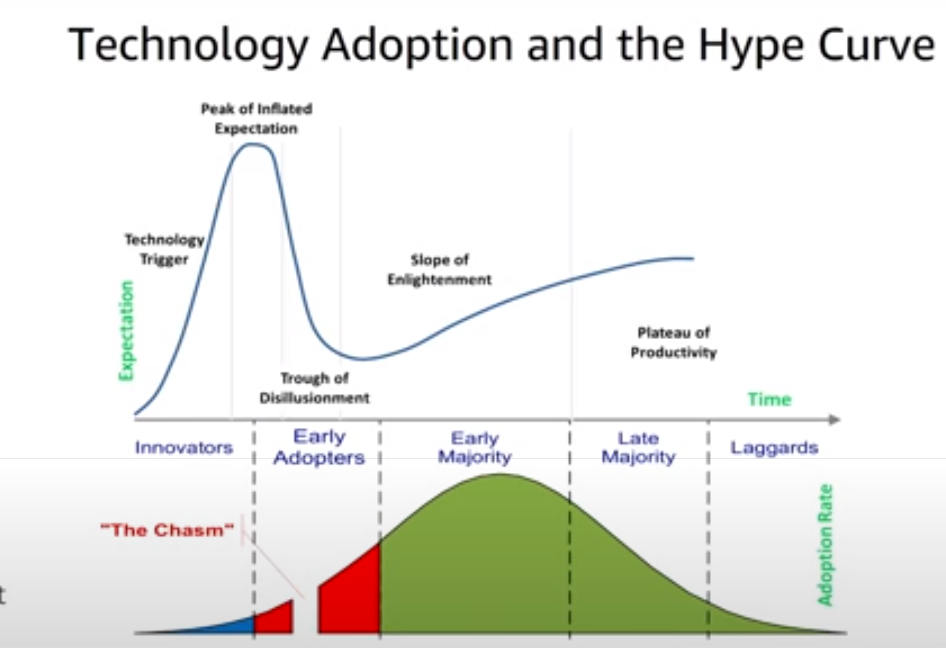 Technology Adoption and the Hype Curve
Peak of Inflated
Expectation
Technology
Trigger
Expectation
Slope of
Enlightenment
Plateau of
Productivity
Trough of
Disillusionment
Time
Innovators
Early
Adopters
Early
Majority
Late
Majority
Laggards
"The Chasm"
Adoption Rate
t